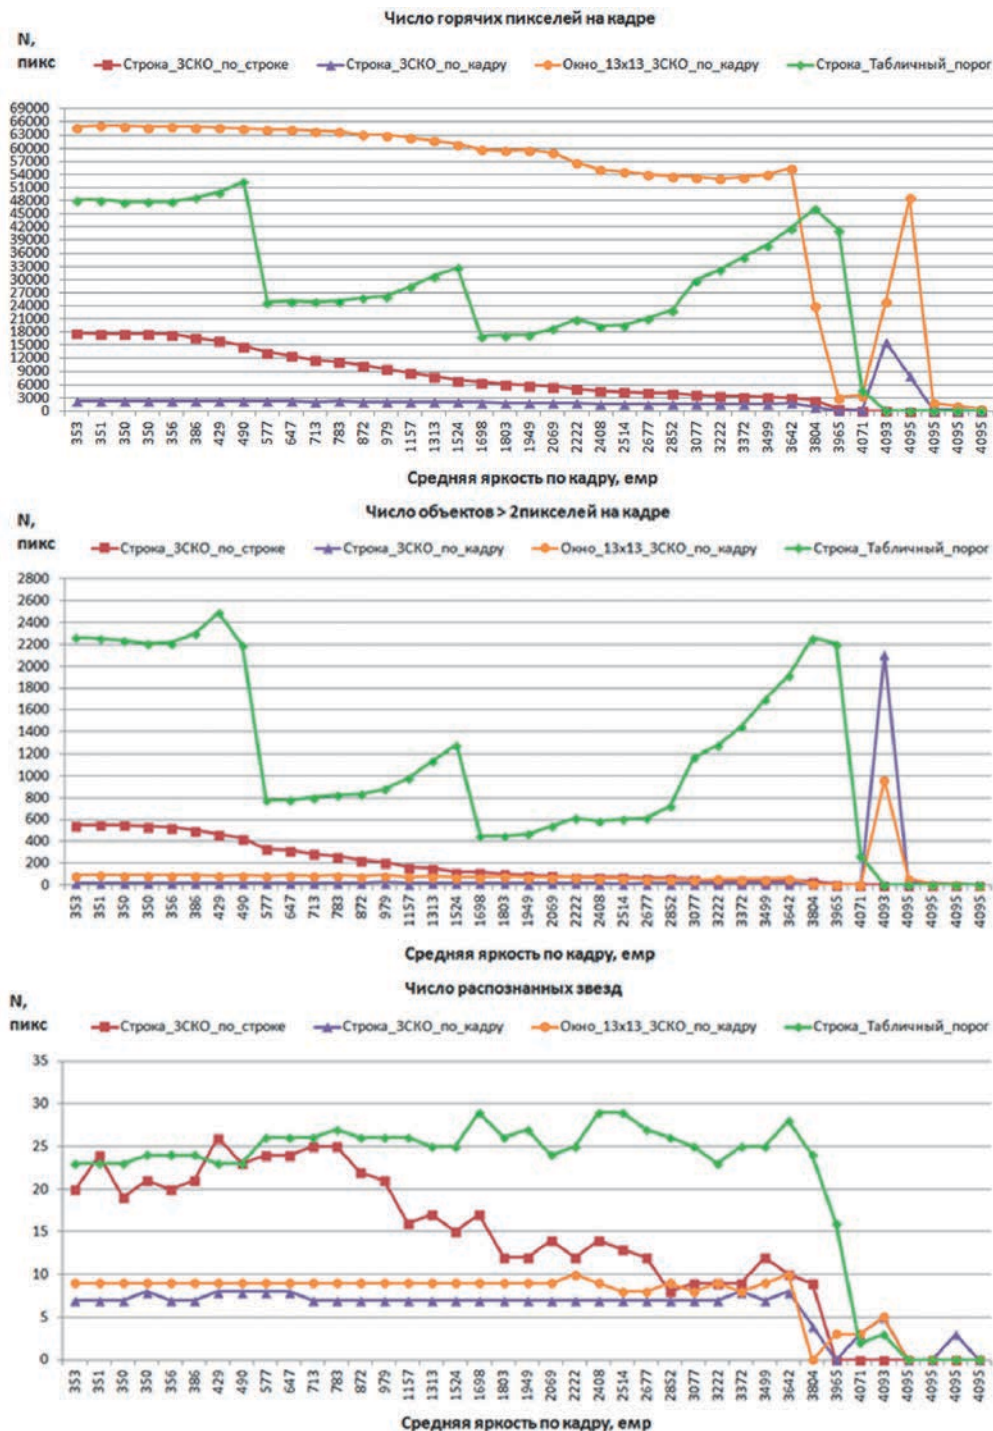 Число горячих пикселей на кадре
N,
пикс
Строка_3СКО_по_строке Строка_3СКО_по_кадру Окно_13x13_3СКО_по_кадру Строка_Табличный_порог
69000
66000
63000
60000
57000
54000
51000
48000
45000
42000
39000
36000
33000
30000
27000
24000
21000
18000
15000
12000
9000
6000
3000
0
353 351 350 350 356 386 429 490 577 647 713 783 872 979 1157 1313 1524 1698 1803 1949 2069 2222 2408 2514 2677 2852 3077 3222 3372 3499 3642 3804 3965 4071 4093 4095 4095 4095 4095
Средняя яркость по кадру, емр
Число объектов > 2пикселей на кадре
N,
пикс
Строка_3СКО_по_строке Строка_3СКО_по_кадру Окно_13x13_3СКО_по_кадру Строка_Табличный_порог
2800
2600
2400
2200
2000
1800
1600
1400
1200
1000
800
600
400
200
0
353 351 350 350 356 386 429 490 577 647 713 783 872 979 1157 1313 1524 1698 1803 1949 2069 2222 2408 2514 2677 2852 3077 3222 3372 3499 3642 3804 3965 4071 4093 4095 4095 4095 4095
Средняя яркость по кадру, емр
Число распознанных звезд
N,
пикс
Строка_3СКО_по_строке Строка_3СКО_по_кадру Окно_13x13_3СКО_по_кадру Строка_Табличный_порог
35
30
25
20
15
10
5
0
353 351 350 350 356 386 429 490 577 647 713 783 872 979 1157 1313 1524 1698 1803 1949 2069 2222 2408 2514 2677 2852 3077 3222 3372 3499 3642 3804 3965 4071 4093 4095 4095 4095 4095
Средняя яркость по кадру, емр